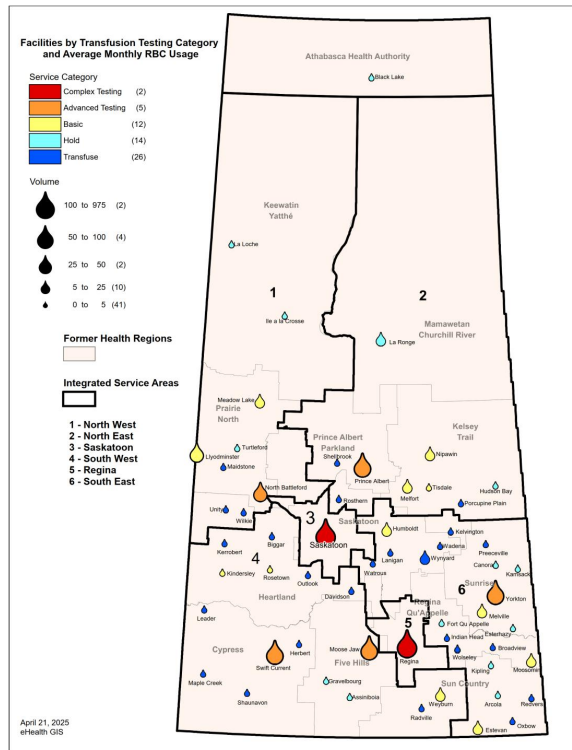 Facilities by Transfusion Testing Category
and Average Monthly RBC Usage
Service Category
Complex Testing (2)
Advanced Testing (5)
Basic (12)
Hold (14)
Transfuse (26)
Volume
100 to 975 (2)
50 to 100 (4)
25 to 50 (2)
5 to 25 (10)
0 to 5 (41)
Former Health Regions
Integrated Service Areas
1 - North West
2 - North East
3 - Saskatoon
4 - South West
5 - Regina
6 - South East
Athabasca Health Authority
Black Lake
Keewatin
Yatthé
La Loche
1
2
Ile a la Crosse
Mamawetan
Churchill River
La Ronge
Meadow Lake
Prairie
North
Turtleford
Llyodminster
Maidstone
North Battleford
Unity
Wilkie
Prince Albert
Parkland
Shellbrook
Prince Albert
Rosthern
Kelsey
Trail
Nipawin
Melfort
Tisdale
Hudson Bay
Porcupine Plain
3
Saskatoon
Saskatoon
Humboldt
Kelvington
Wadena
Preeceville
Lanigan
Wynyard
Canora
Kamsack
Watrous
4
Biggar
Kerrobert
Kindersley
Rosetown
Outlook
Davidson
Heartland
Leader
6
Sunrise
Yorkton
Melville
Regina
Qu'Appelle
5
Fort Qu Appelle
Esterhazy
Indian Head
Broadview
Wolseley
Regina
Cypress
Swift Current
Herbert
Moose Jaw
Five Hills
Maple Creek
Shaunavon
Gravelbourg
Assiniboia
Kipling
Moosomin
Sun Country
Weyburn
Arcola
Redvers
Radville
Estevan
Oxbow
April 21, 2025
eHealth GIS